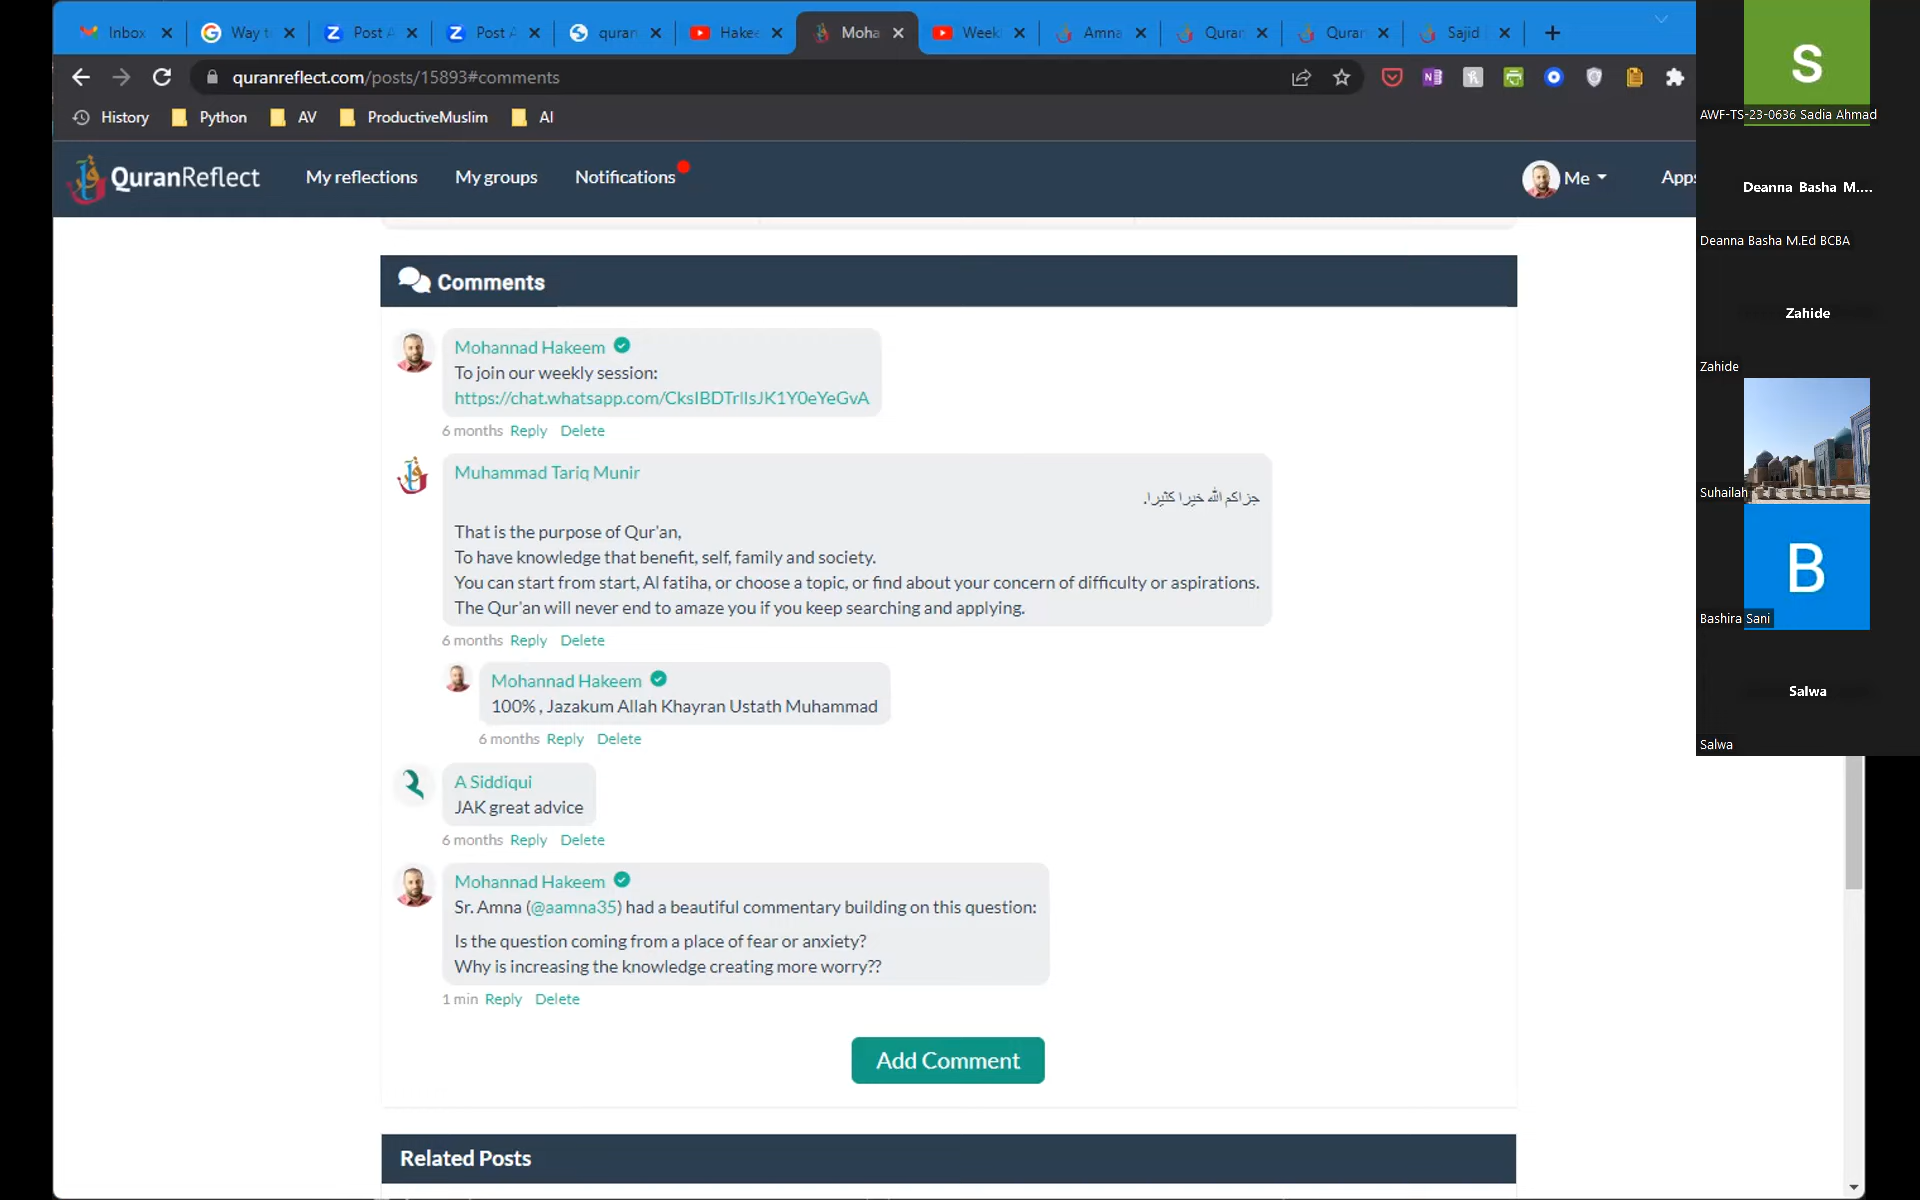 Inbox
Way t
Post A
Post A
quran
Hakee
Moha
Week
Amna
Quran
Quran
Sajid
quranreflect.com/posts/15893#comments
History
Python
AV
ProductiveMuslim
AI
QuranReflect
My reflections
My groups
Notifications
Me
Apps
Comments
Mohannad Hakeem
To join our weekly session:
https://chat.whatsapp.com/CksIBDTrlIsJK1Y0eYeGvA
6 months Reply Delete
Muhammad Tariq Munir
جزاكم الله خيرا كثيرا.
That is the purpose of Qur'an,
To have knowledge that benefit, self, family and society.
You can start from start, Al fatiha, or choose a topic, or find about your concern of difficulty or aspirations.
The Qur'an will never end to amaze you if you keep searching and applying.
6 months Reply Delete
Mohannad Hakeem
100% , Jazakum Allah Khayran Ustath Muhammad
6 months Reply Delete
A Siddiqui
JAK great advice
6 months Reply Delete
Mohannad Hakeem
Sr. Amna (@aamna35) had a beautiful commentary building on this question:
Is the question coming from a place of fear or anxiety?
Why is increasing the knowledge creating more worry??
1 min Reply Delete
Add Comment
Related Posts
S
AWF-TS-23-0636 Sadia Ahmad
Deanna Basha M....
Deanna Basha M.Ed BCBA
Zahide
Zahide
Suhailah
B
Bashira Sani
Salwa
Salwa